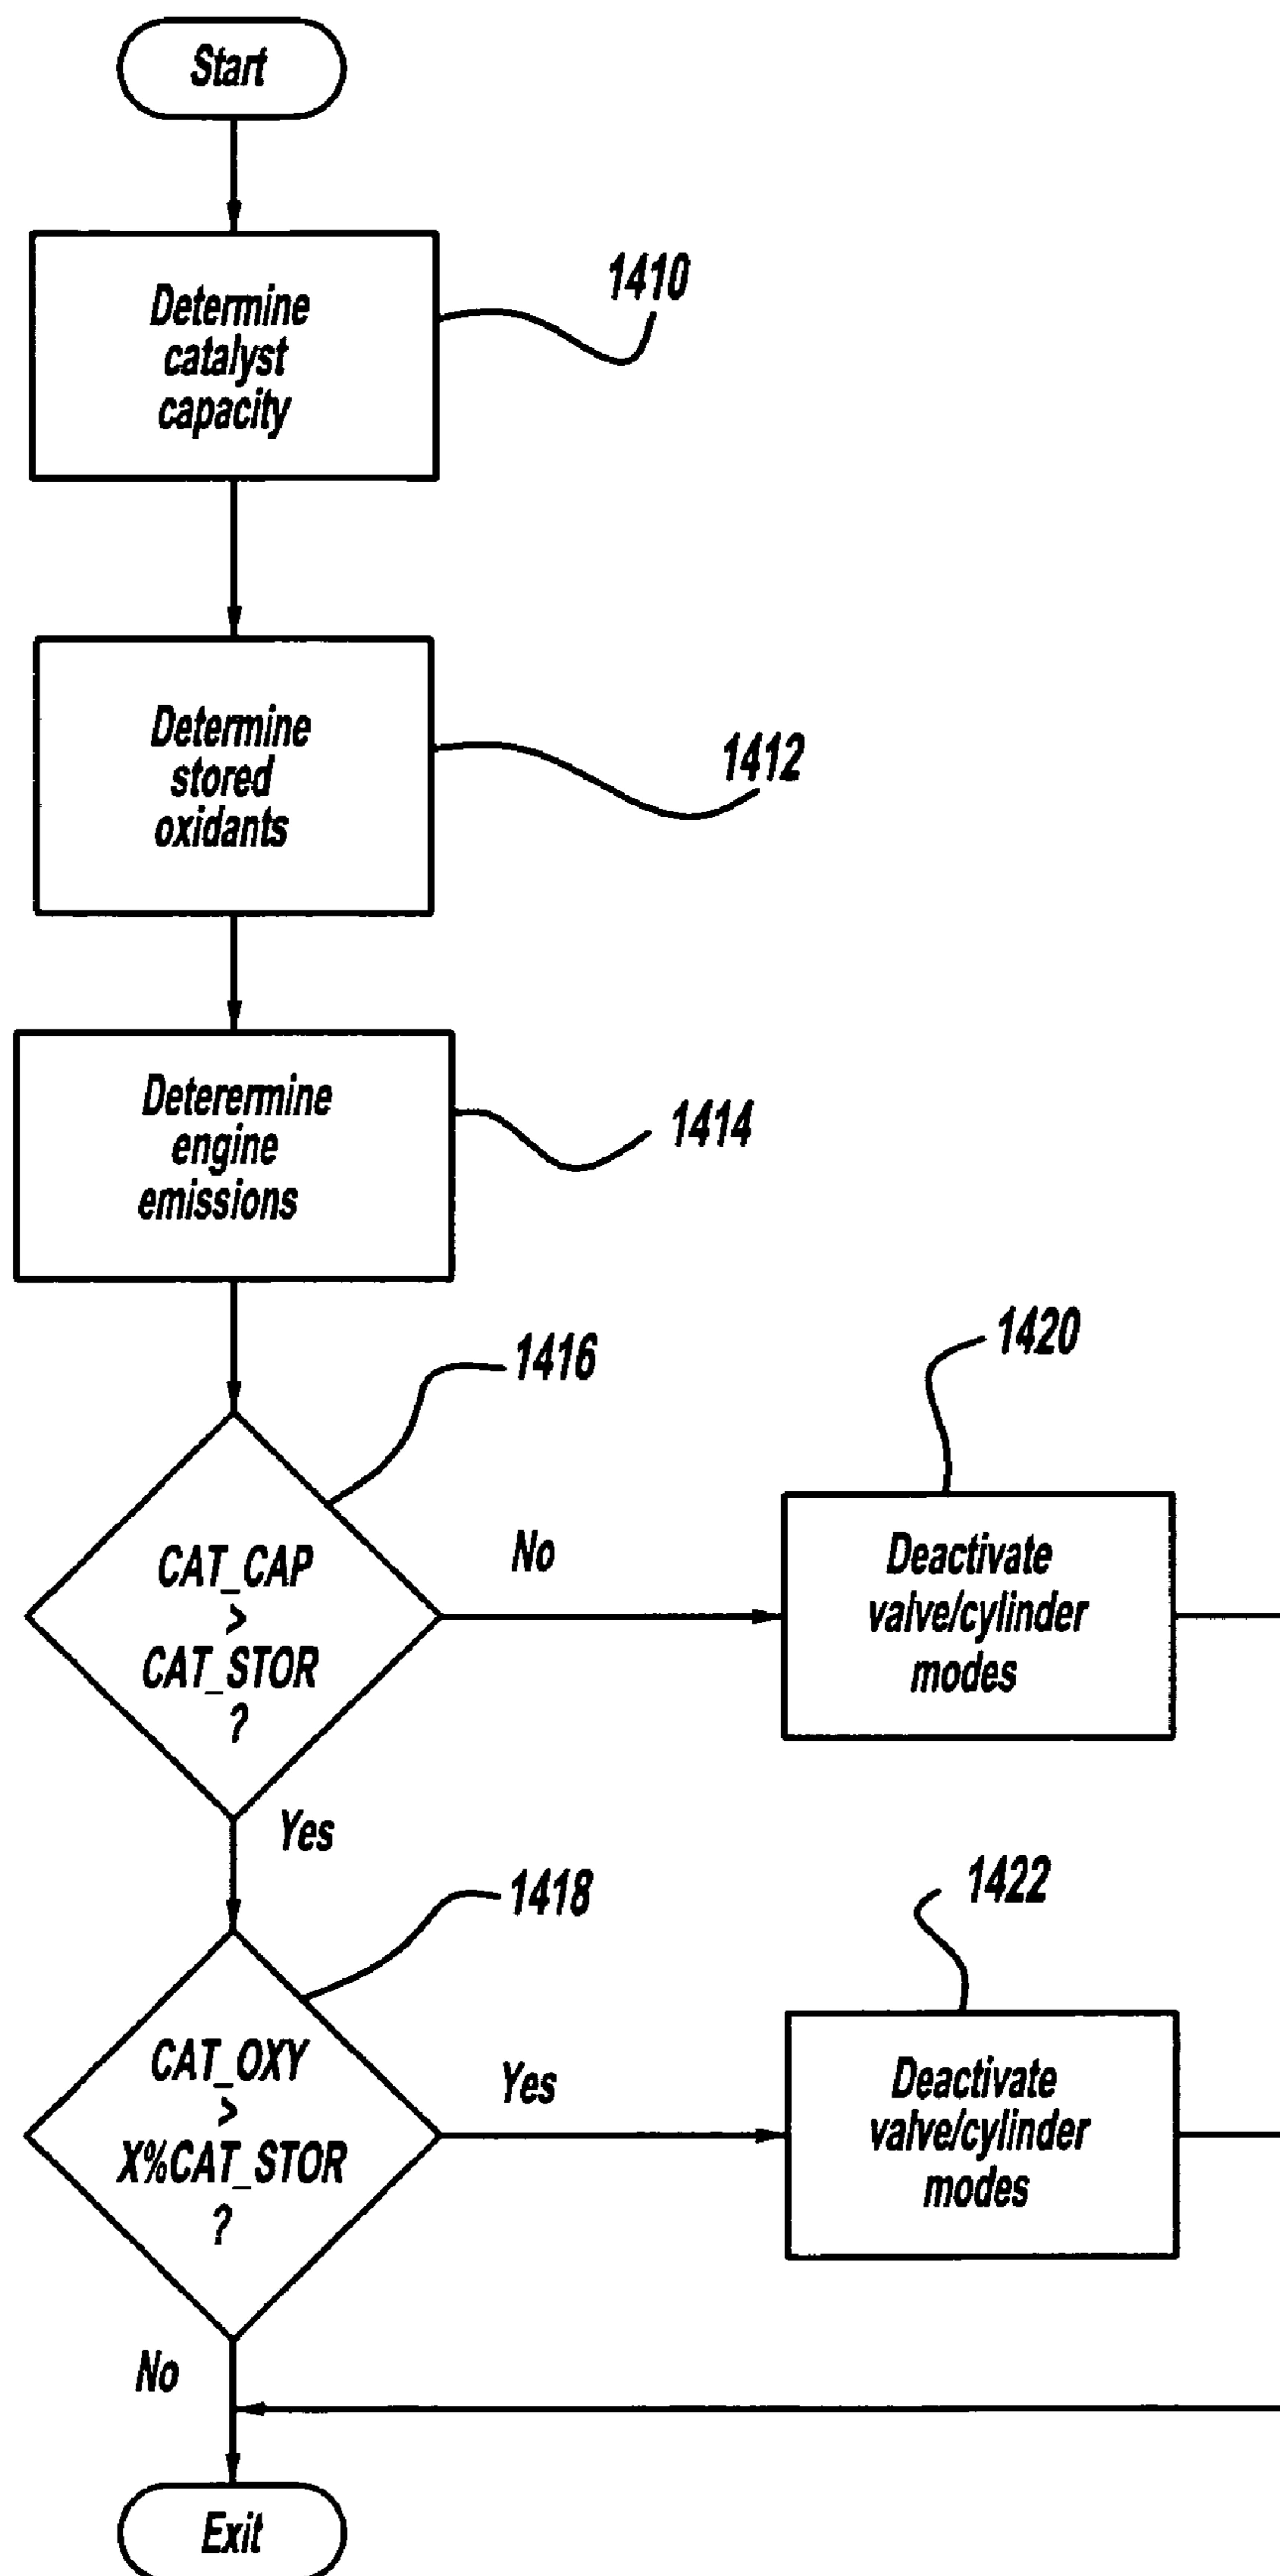 Start
Determine
catalyst
capacity
1410
Determine
stored
oxidants
1412
Deterermine
engine
emissions
1414
1416
CAT_CAP
>
CAT_STOR
?
No
1420
Deactivate
valve/cylinder
modes
Yes
1418
CAT_OXY
>
X%CAT_STOR
?
Yes
1422
Deactivate
valve/cylinder
modes
No
Exit